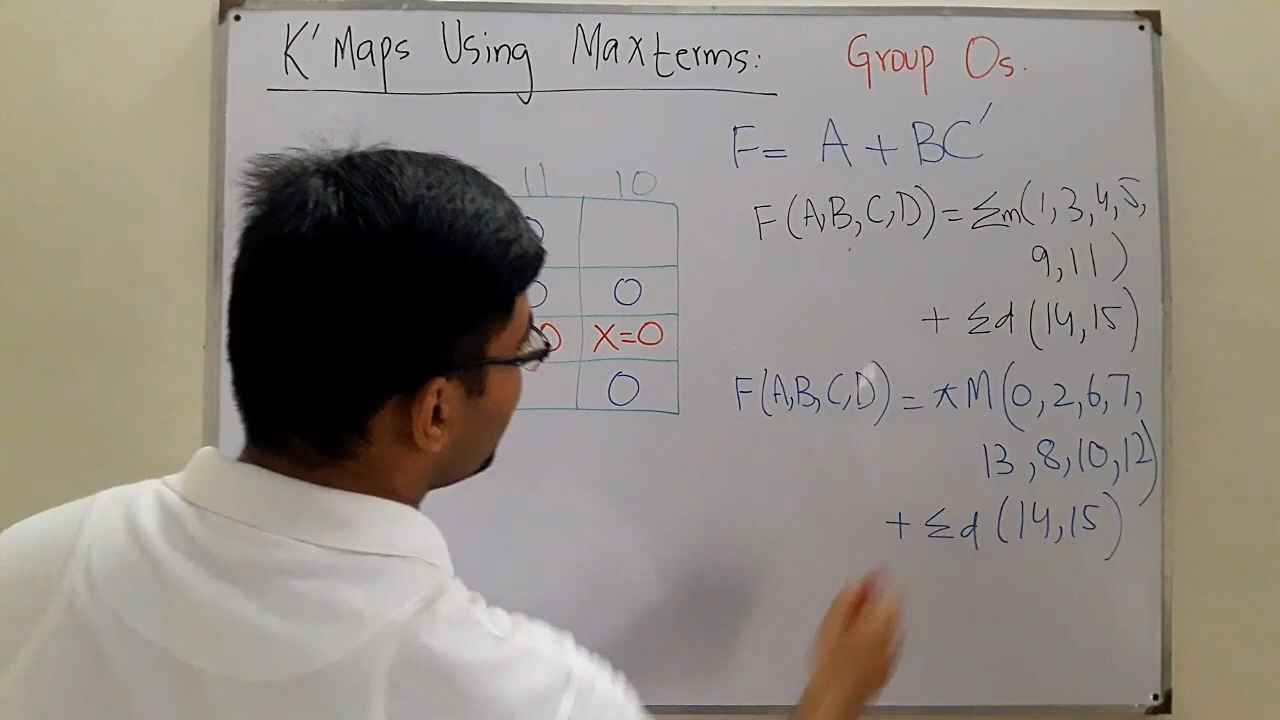 K' Maps Using Maxterms: Group 0s.
F = A + BC'
11 10
F(A,B,C,D) = Σm(1,3,4,5,
9,11)
+ Σd(14,15)
0
0 0
0 X=0
0
F(A,B,C,D) = πM(0,2,6,7,
13,8,10,12)
+ Σd(14,15)